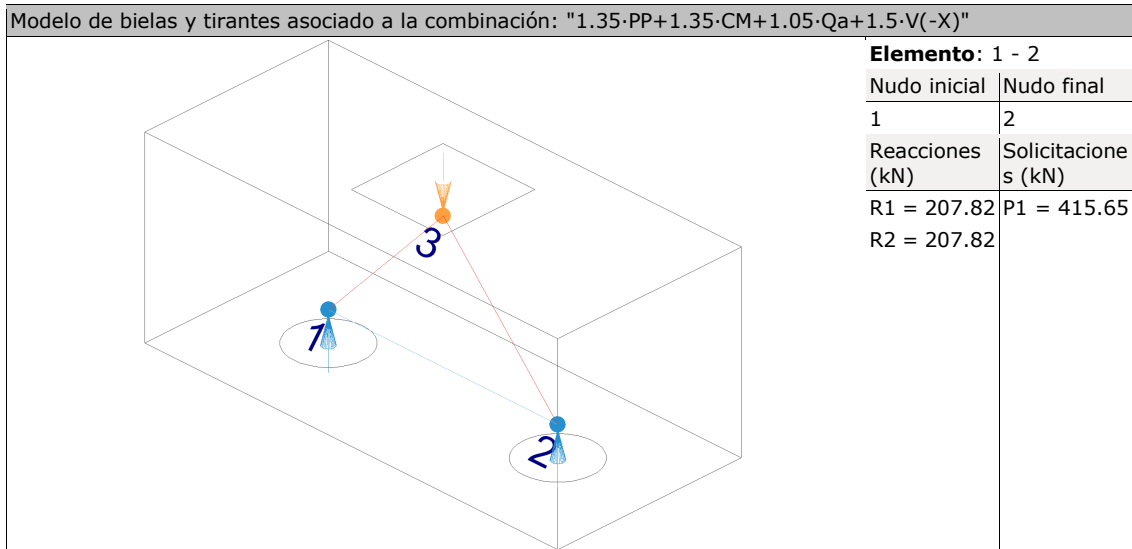 Modelo de bielas y tirantes asociado a la combinación: "1.35·PP+1.35·CM+1.05·Qa+1.5·V(-X)"
Elemento: 1 - 2
Nudo inicial Nudo final
1 2
Reacciones (kN) Solicitacione s (kN)
R1 = 207.82 P1 = 415.65
R2 = 207.82
3
1
2